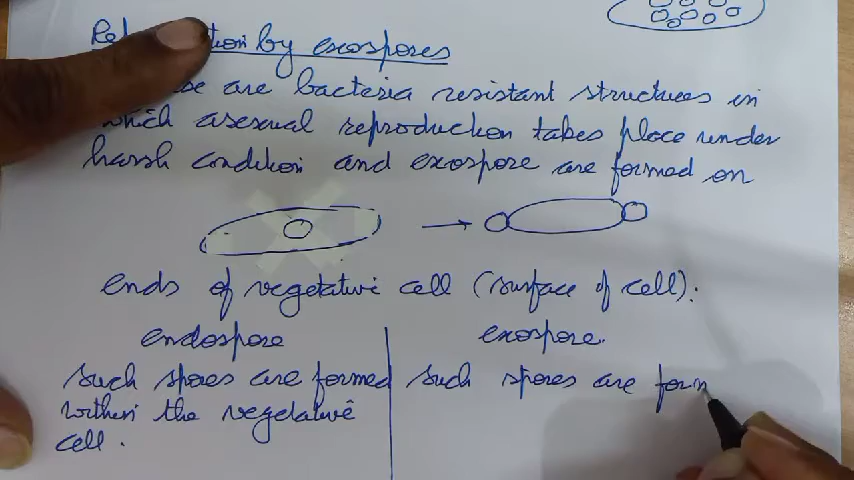 by exospores
are bacteria resistant structures in
which asexual reproduction takes place under
harsh condition and exospore are formed on
ends of vegetative cell (surface of cell).
endospore exospore.
such spores are formed such spores are form
within the vegetative
cell.